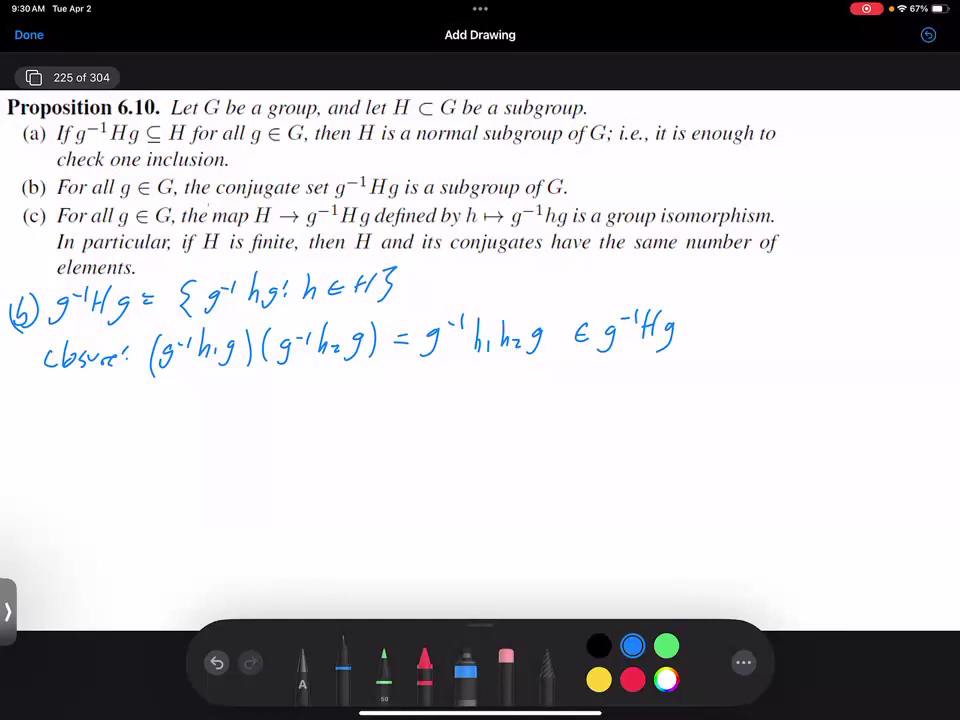 9:30 AM Tue Apr 2
67%
Done
Add Drawing
225 of 304
Proposition 6.10. Let G be a group, and let H ⊂ G be a subgroup.
(a) If g⁻¹Hg ⊆ H for all g ∈ G, then H is a normal subgroup of G; i.e., it is enough to
check one inclusion.
(b) For all g ∈ G, the conjugate set g⁻¹Hg is a subgroup of G.
(c) For all g ∈ G, the map H → g⁻¹Hg defined by h ↦ g⁻¹hg is a group isomorphism.
In particular, if H is finite, then H and its conjugates have the same number of
elements.
(b) g⁻¹Hg = { g⁻¹ hg : h ∈ H }
closure: (g⁻¹h₁g)(g⁻¹h₂g) = g⁻¹h₁h₂g ∈ g⁻¹Hg
A
50